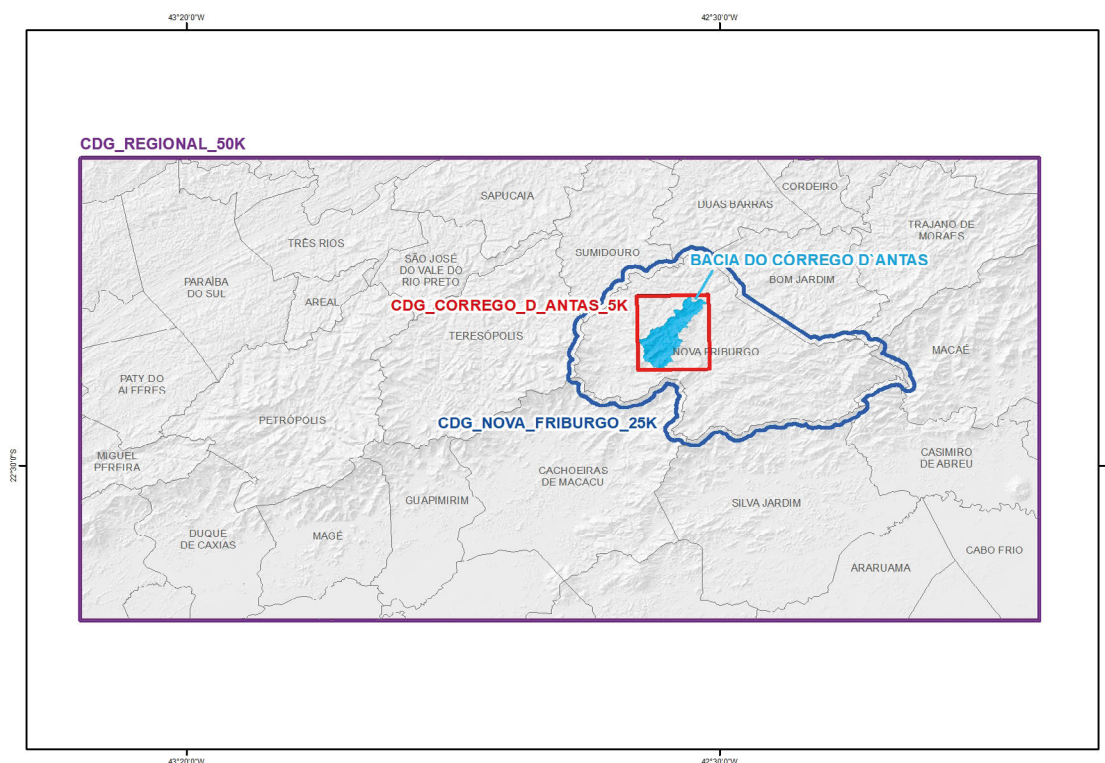 43°20'0"W
42°30'0"W
CDG_REGIONAL_50K
SAPUCAIA
CORDEIRO
DUAS BARRAS
TRAJANO DE
MORAES
TRÊS RIOS
SUMIDOURO
SÃO JOSÉ
DO VALE DO
RIO PRETO
BACIA DO CÓRREGO D`ANTAS
BOM JARDIM
PARAÍBA
DO SUL
AREAL
CDG_CORREGO_D_ANTAS_5K
TERESÓPOLIS
NOVA FRIBURGO
MACAÉ
PATY DO
ALFERES
PETRÓPOLIS
CDG_NOVA_FRIBURGO_25K
MIGUEL
PEREIRA
22°30'0"S
CACHOEIRAS
DE MACACU
CASIMIRO
DE ABREU
GUAPIMIRIM
SILVA JARDIM
DUQUE
DE CAXIAS
MAGÉ
CABO FRIO
ARARUAMA
43°20'0"W
42°30'0"W